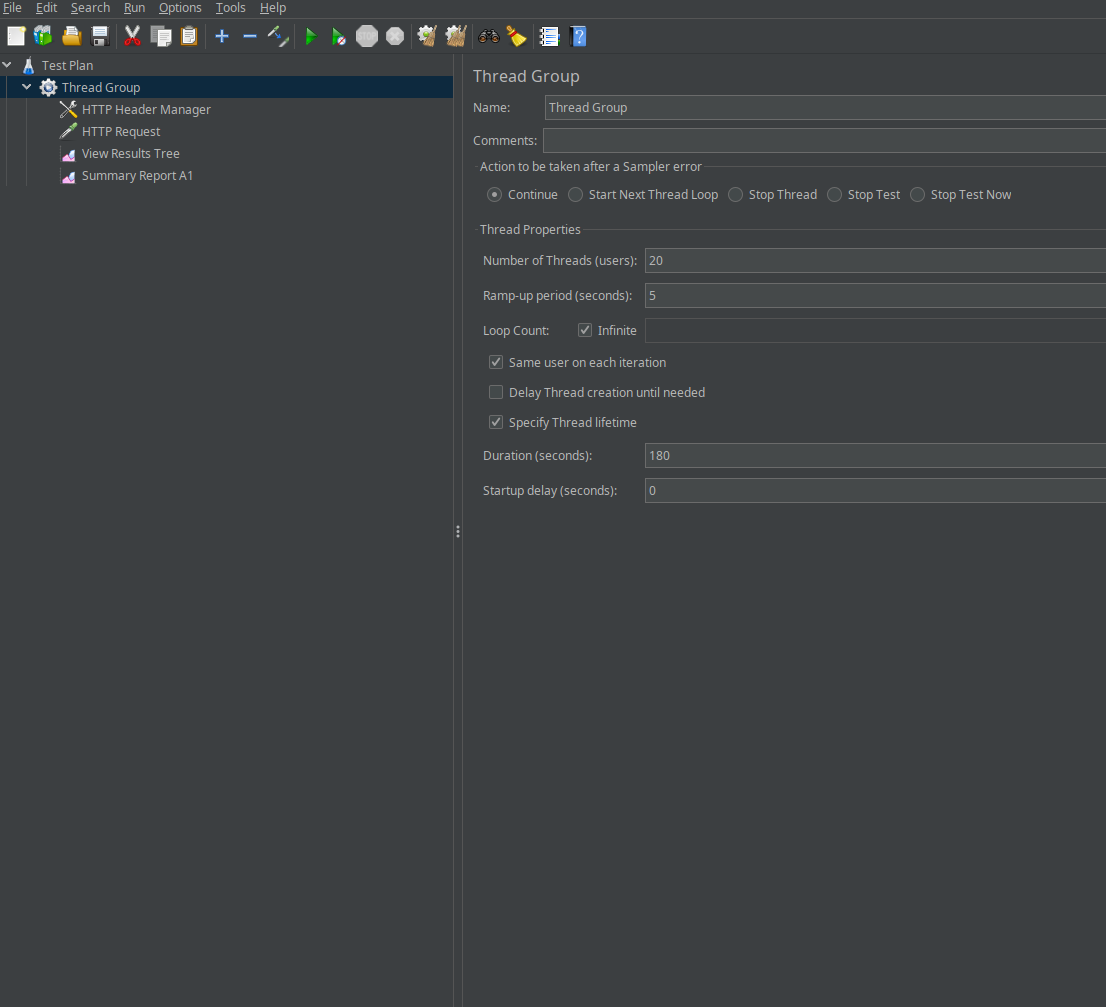 File Edit Search Run Options Tools Help
Test Plan
Thread Group
HTTP Header Manager
HTTP Request
View Results Tree
Summary Report A1
Thread Group
Name: Thread Group
Comments:
Action to be taken after a Sampler error
Continue Start Next Thread Loop Stop Thread Stop Test Stop Test Now
Thread Properties
Number of Threads (users): 20
Ramp-up period (seconds): 5
Loop Count: Infinite
Same user on each iteration
Delay Thread creation until needed
Specify Thread lifetime
Duration (seconds): 180
Startup delay (seconds): 0